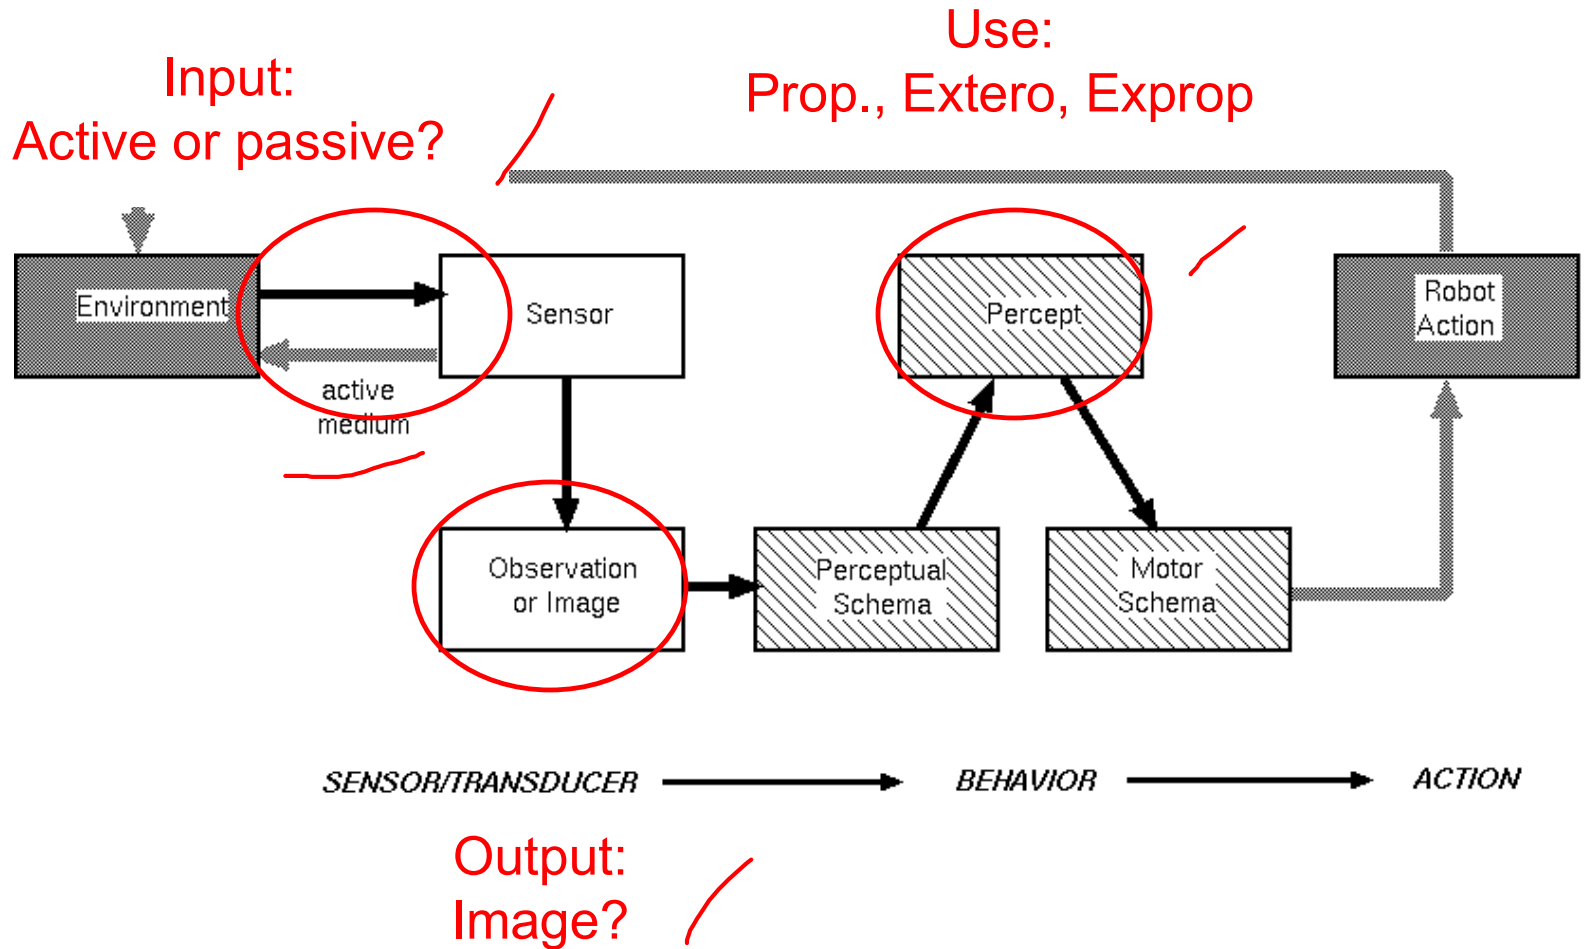 Use:
Prop., Extero, Exprop
Input:
Active or passive?
Environment
Sensor
Percept
Robot
Action
active
medium
Observation
or Image
Perceptual
Schema
Motor
Schema
SENSOR/TRANSDUCER
BEHAVIOR
ACTION
Output:
Image?